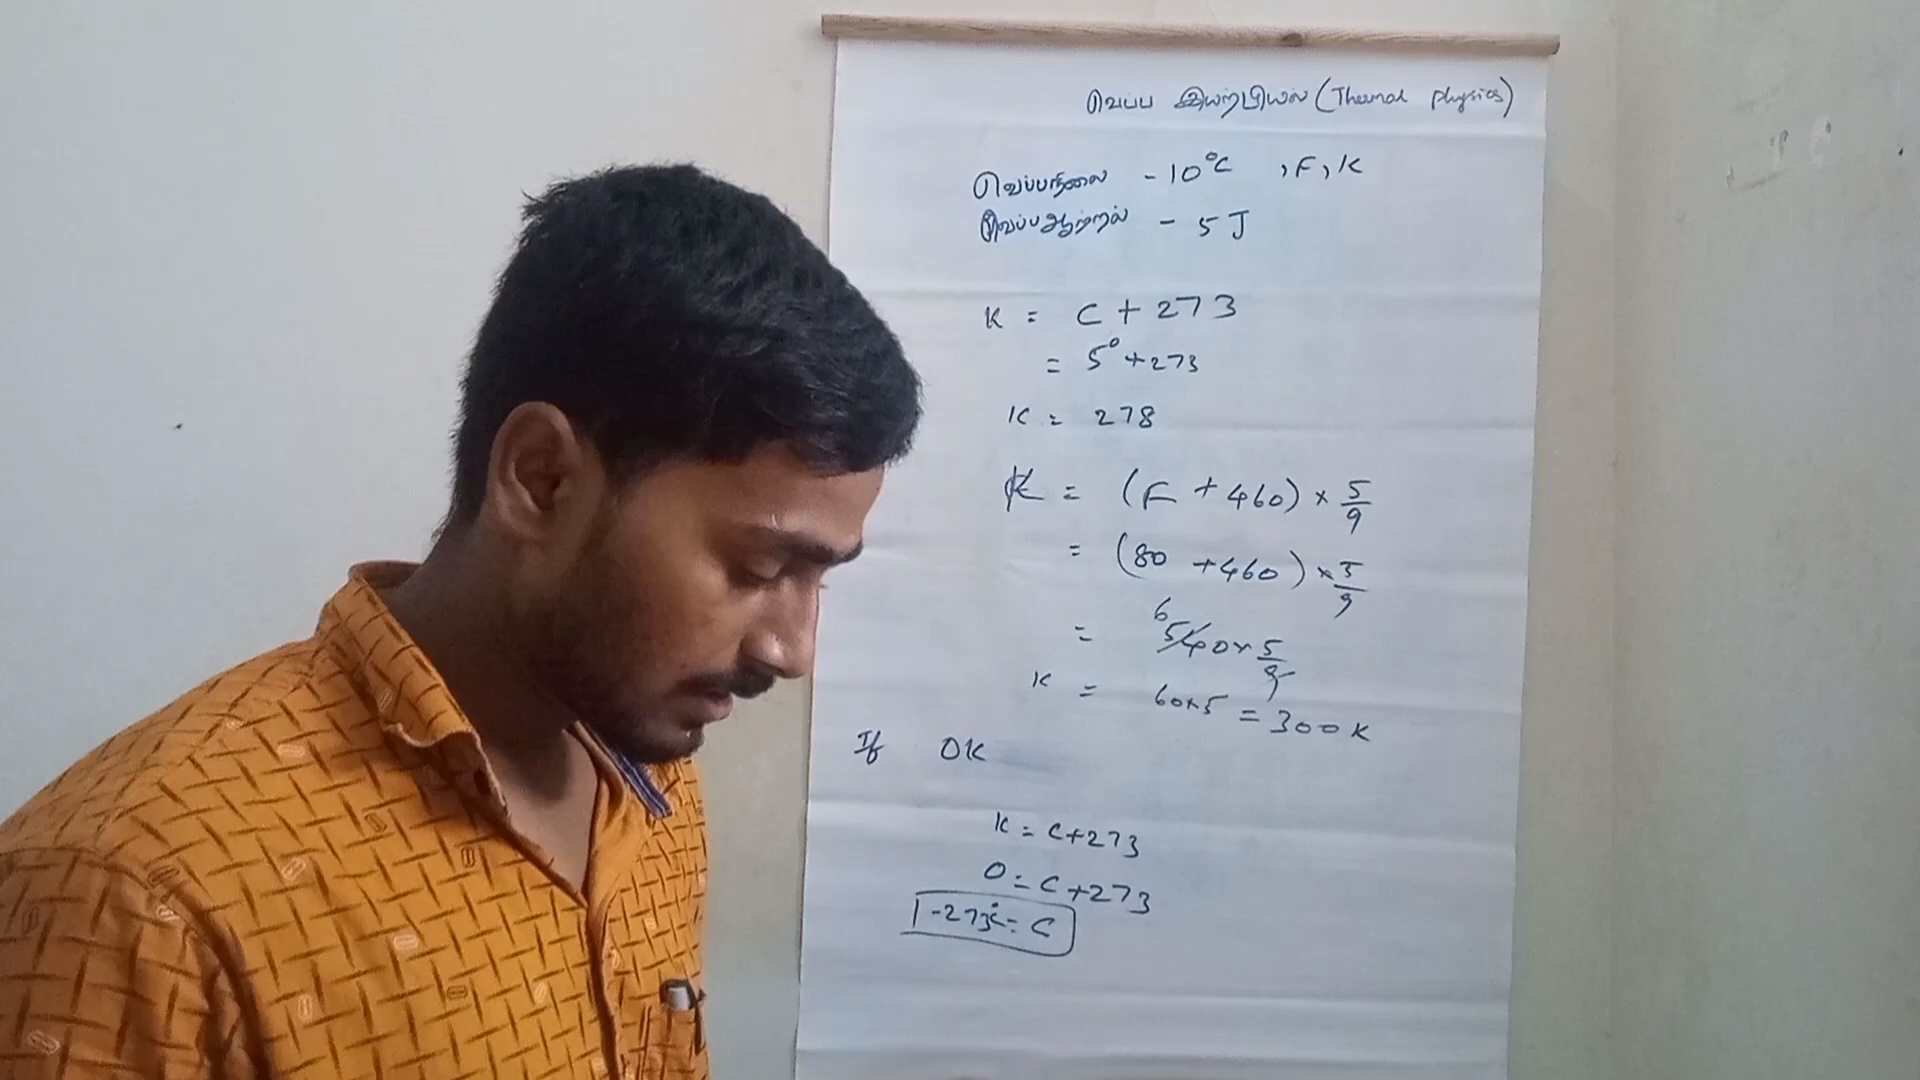 வெப்ப இயற்பியல் (Thermal physics)
வெப்பநிலை - 10°C , F, K
வெப்பஆற்றல் - 5 J
K = C + 273
= 5° + 273
K = 278
K = (F + 460) × 5/9
= (80 + 460) × 5/9
6
= 540 × 5/9
K = 60×5 = 300 K
If 0K
K = C+273
0 = C+273
-273°C = C